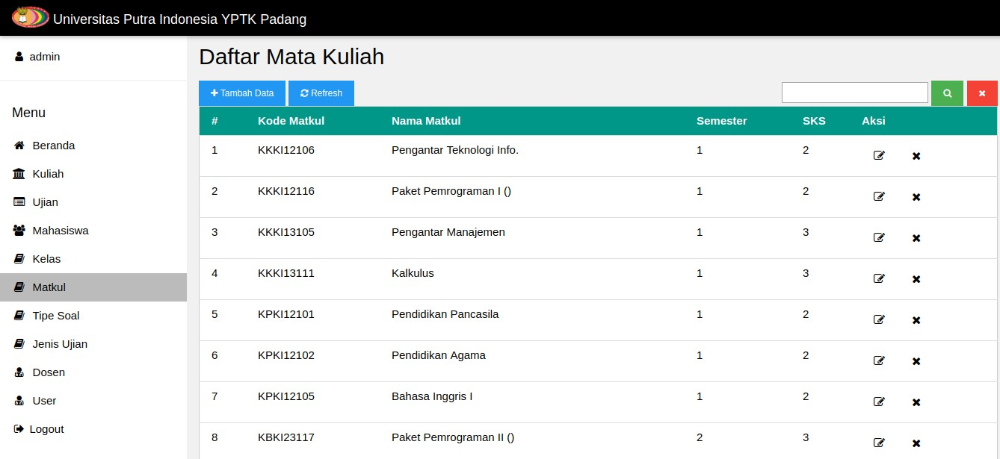 Universitas Putra Indonesia YPTK Padang
admin
Menu
Beranda
Kuliah
Ujian
Mahasiswa
Kelas
Matkul
Tipe Soal
Jenis Ujian
Dosen
User
Logout
Daftar Mata Kuliah
Tambah Data Refresh
# Kode Matkul Nama Matkul Semester SKS Aksi
1 KKKI12106 Pengantar Teknologi Info. 1 2
2 KKKI12116 Paket Pemrograman I () 1 2
3 KKKI13105 Pengantar Manajemen 1 3
4 KKKI13111 Kalkulus 1 3
5 KPKI12101 Pendidikan Pancasila 1 2
6 KPKI12102 Pendidikan Agama 1 2
7 KPKI12105 Bahasa Inggris I 1 2
8 KBKI23117 Paket Pemrograman II () 2 3